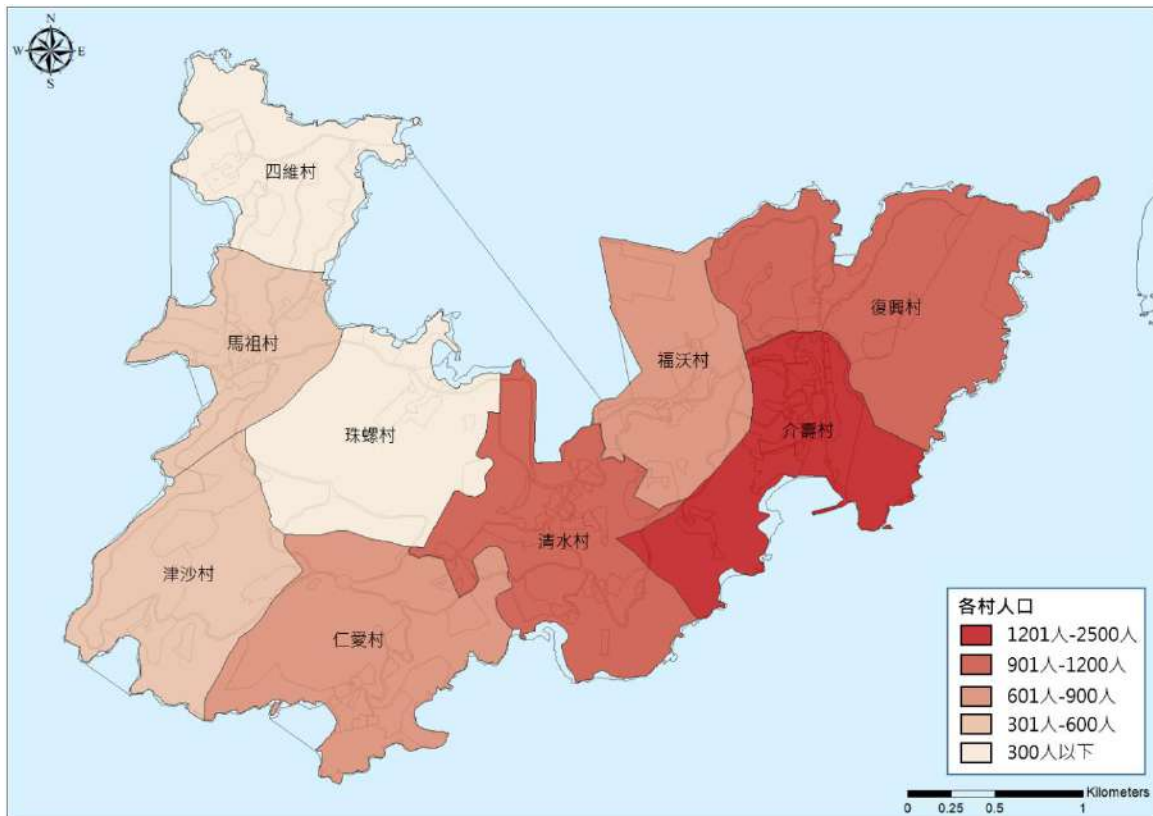 N
W
E
S
四維村
復興村
馬祖村
福沃村
珠螺村
介壽村
清水村
津沙村
仁愛村
各村人口
1201人-2500人
901人-1200人
601人-900人
301人-600人
300人以下
Kilometers
0 0.25 0.5 1